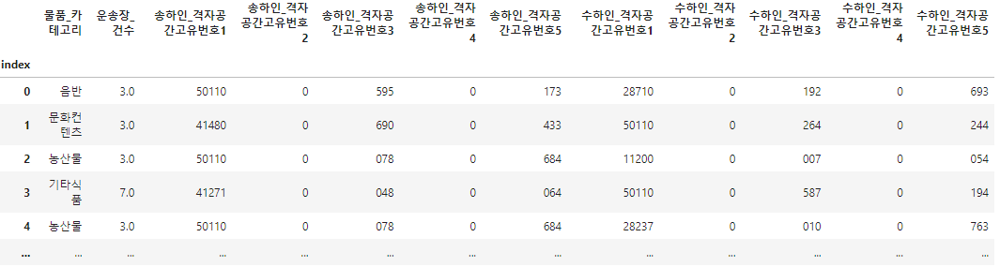 물품_카테고리 운송장_건수 송하인_격자공간고유번호1 송하인_격자공간고유번호2 송하인_격자공간고유번호3 송하인_격자공간고유번호4 송하인_격자공간고유번호5 수하인_격자공간고유번호1 수하인_격자공간고유번호2 수하인_격자공간고유번호3 수하인_격자공간고유번호4 수하인_격자공간고유번호5
index
0 음반 3.0 50110 0 595 0 173 28710 0 192 0 693
1 문화컨텐츠 3.0 41480 0 690 0 433 50110 0 264 0 244
2 농산물 3.0 50110 0 078 0 684 11200 0 007 0 054
3 기타식품 7.0 41271 0 048 0 064 50110 0 587 0 194
4 농산물 3.0 50110 0 078 0 684 28237 0 010 0 763
... ... ... ... ... ... ... ... ... ... ... ... ...